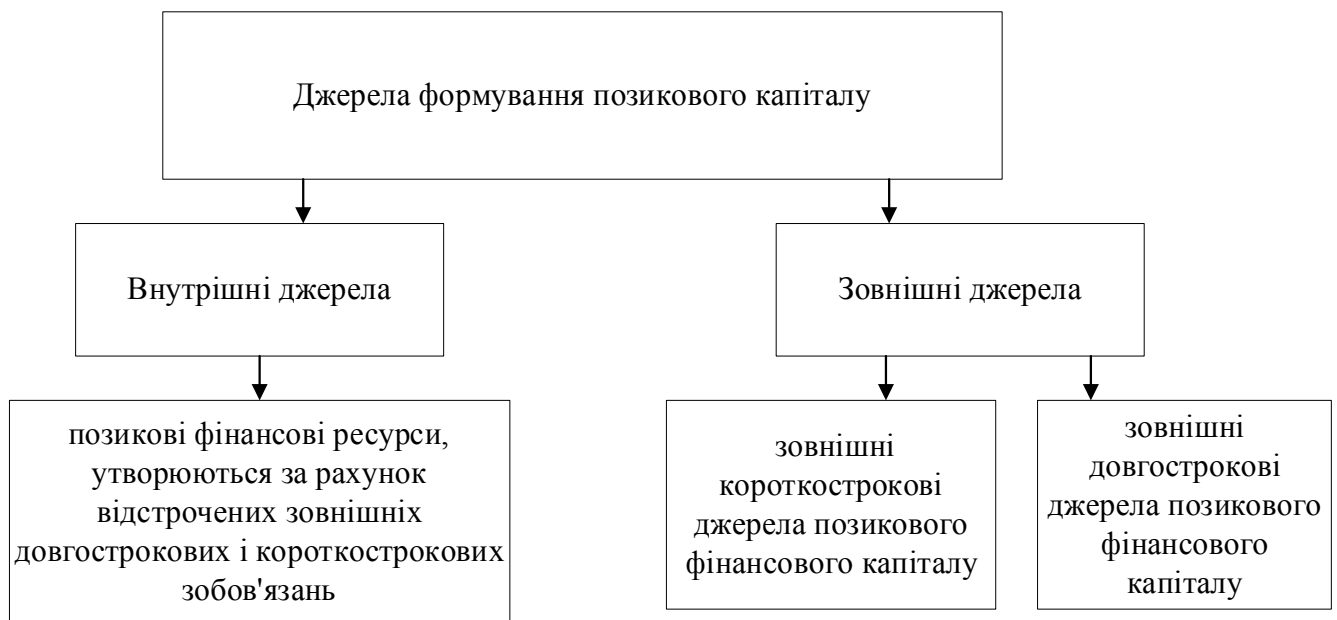 Джерела формування позикового капіталу
Внутрішні джерела
Зовнішні джерела
позикові фінансові ресурси,
утворюються за рахунок
відстрочених зовнішніх
довгострокових і короткострокових
зобов'язань
зовнішні
короткострокові
джерела позикового
фінансового капіталу
зовнішні
довгострокові
джерела позикового
фінансового
капіталу